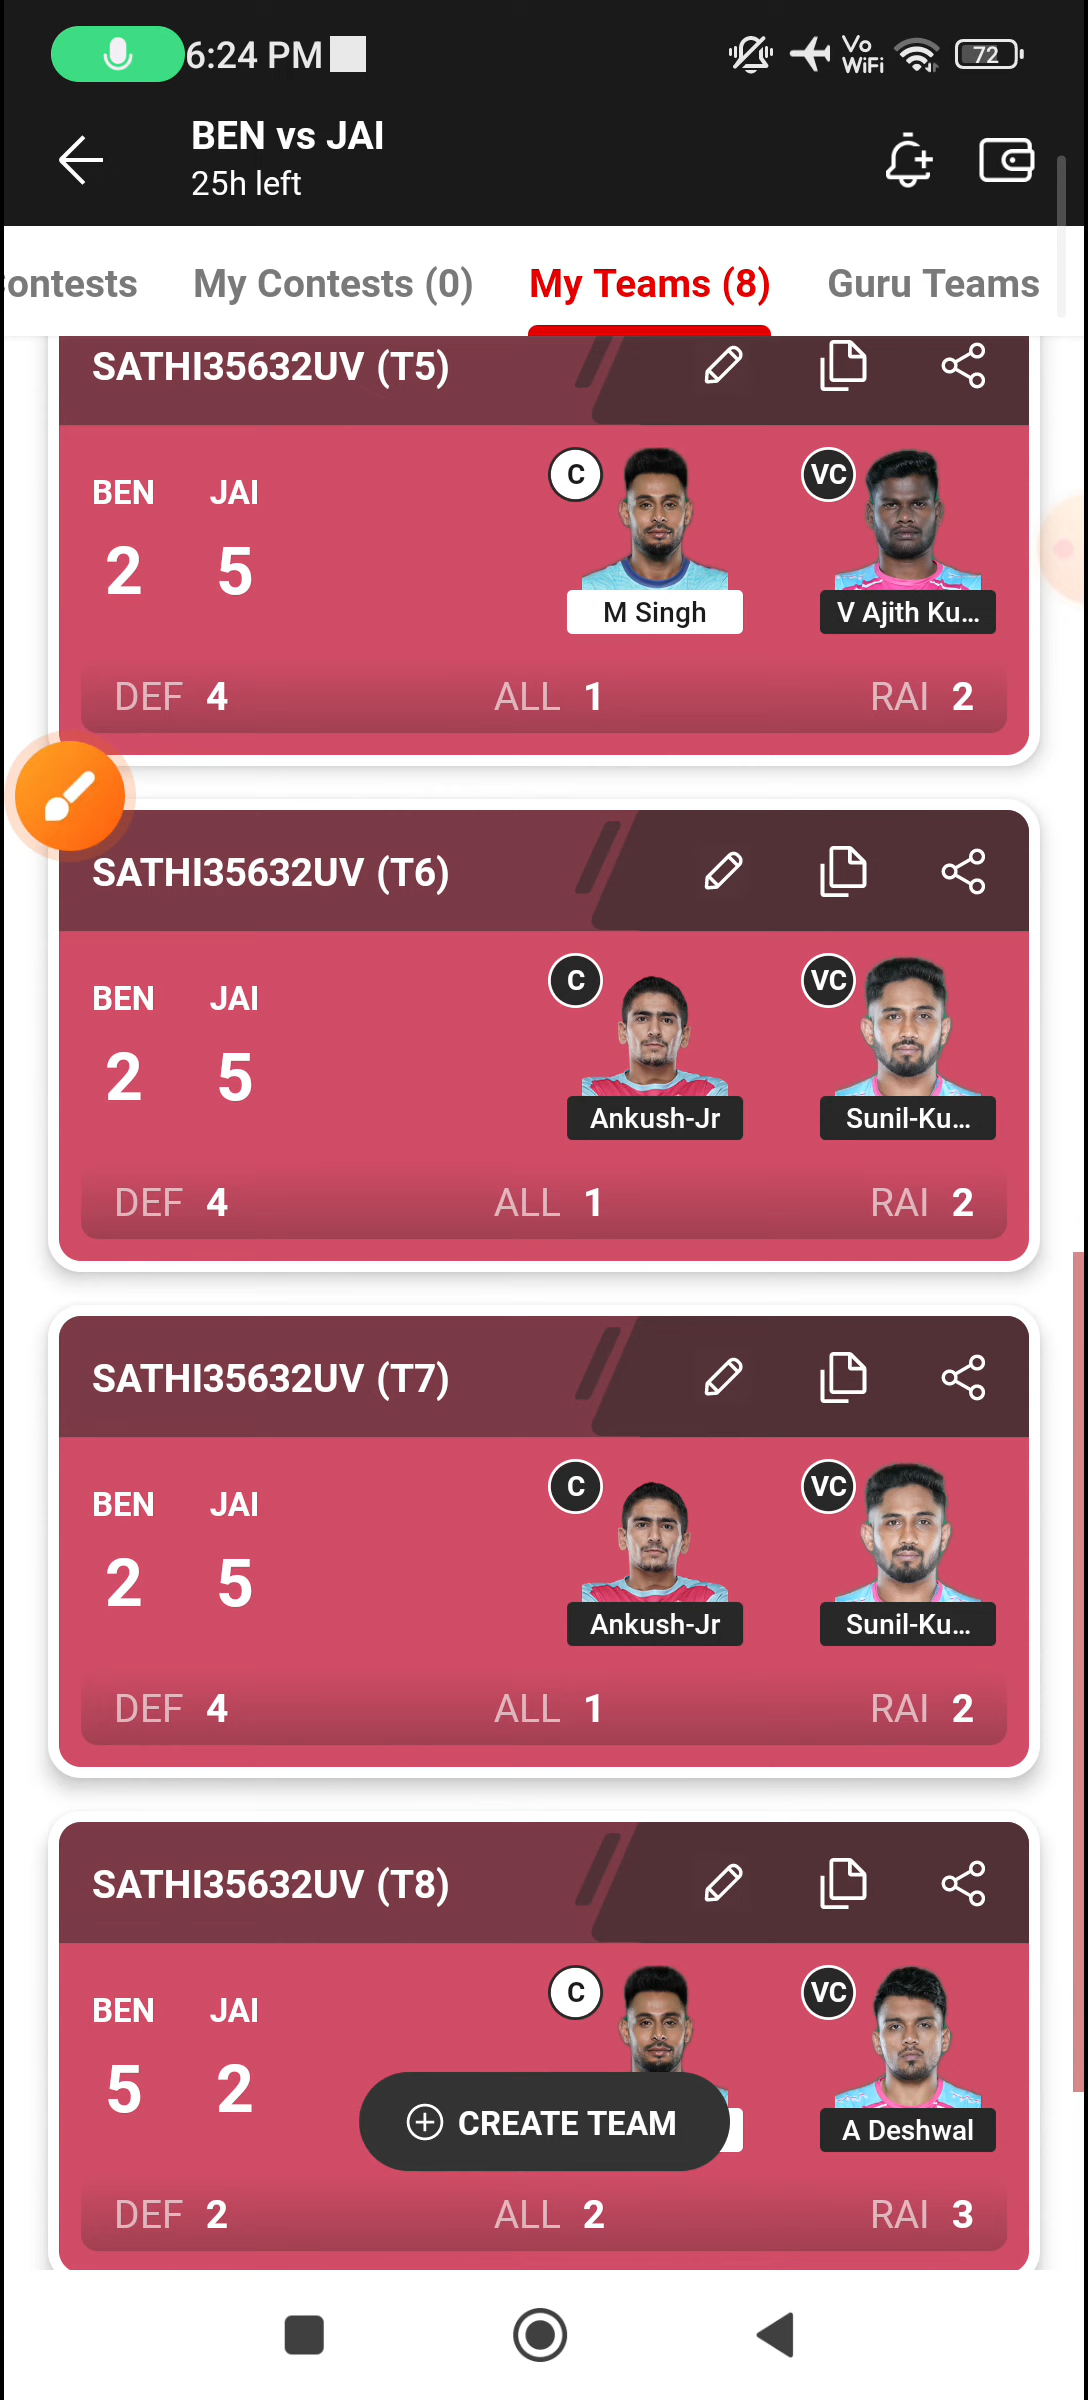 6:24 PM
Vo
WiFi
72
BEN vs JAI
25h left
ontests My Contests (0) My Teams (8) Guru Teams
SATHI35632UV (T5)
BEN JAI
2 5
C VC
M Singh V Ajith Ku...
DEF 4 ALL 1 RAI 2
SATHI35632UV (T6)
BEN JAI
2 5
C VC
Ankush-Jr Sunil-Ku...
DEF 4 ALL 1 RAI 2
SATHI35632UV (T7)
BEN JAI
2 5
C VC
Ankush-Jr Sunil-Ku...
DEF 4 ALL 1 RAI 2
SATHI35632UV (T8)
BEN JAI
5 2
C VC
CREATE TEAM
A Deshwal
DEF 2 ALL 2 RAI 3